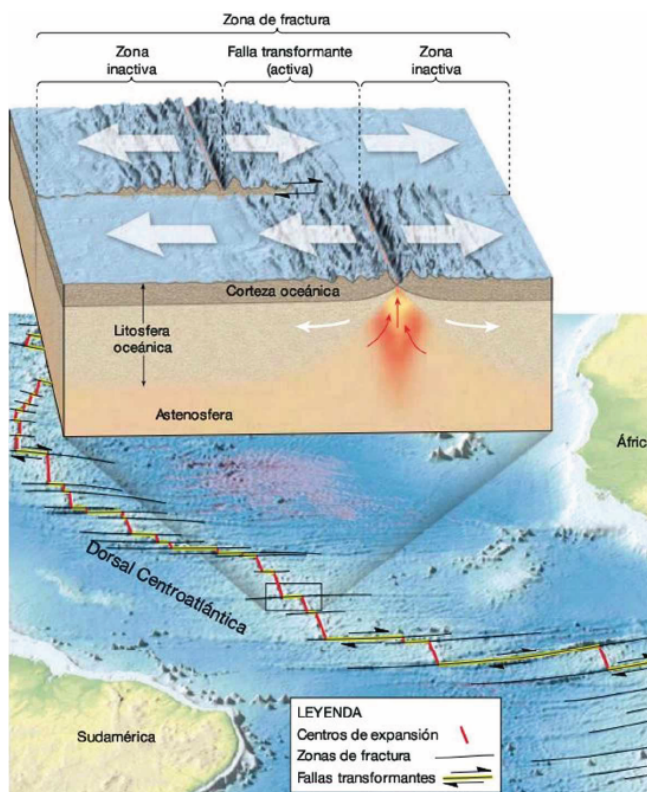 Zona de fractura
Zona
inactiva
Falla transformante
(activa)
Zona
inactiva
Corteza oceánica
Litosfera
oceánica
Astenosfera
Áfric
Dorsal Centroatlántica
Sudamérica
LEYENDA
Centros de expansión
Zonas de fractura
Fallas transformantes